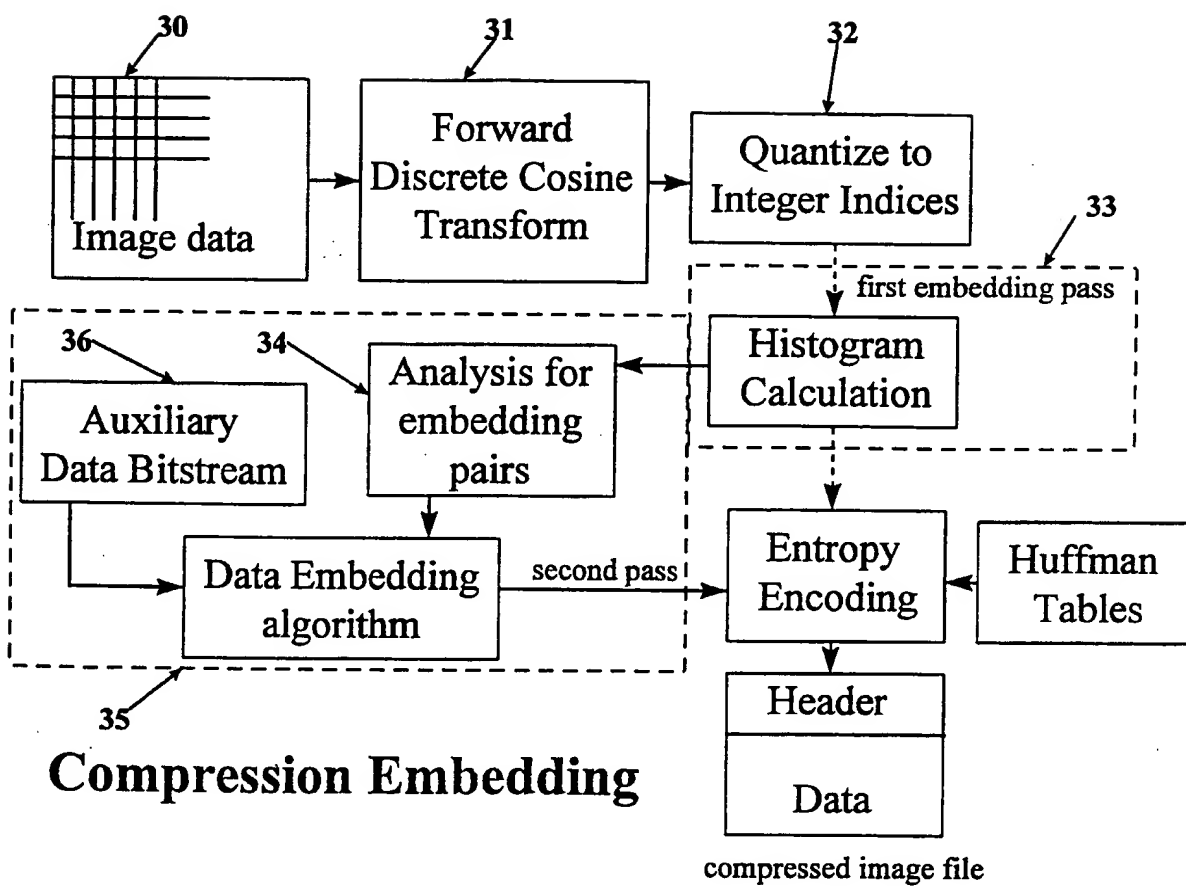 30
31
32
Image data
Forward
Discrete Cosine
Transform
Quantize to
Integer Indices
33
first embedding pass
Histogram
Calculation
36
34
Auxiliary
Data Bitstream
Analysis for
embedding
pairs
Data Embedding
algorithm
second pass
Entropy
Encoding
Huffman
Tables
35
Header
Data
Compression Embedding
compressed image file